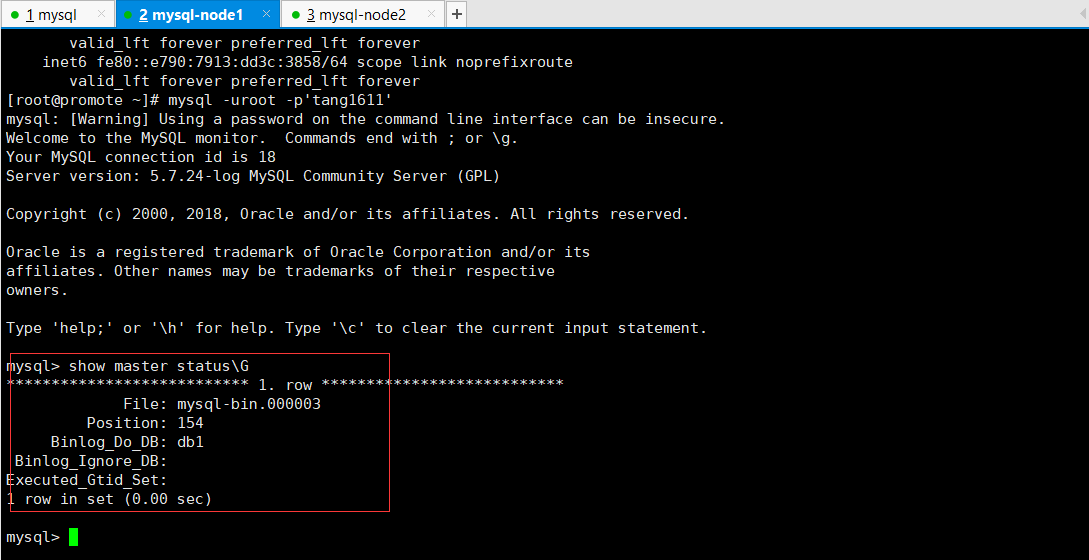 1 mysql × 2 mysql-node1 × 3 mysql-node2 × +
valid_lft forever preferred_lft forever
inet6 fe80::e790:7913:dd3c:3858/64 scope link noprefixroute
valid_lft forever preferred_lft forever
[root@promote ~]# mysql -uroot -p'tang1611'
mysql: [Warning] Using a password on the command line interface can be insecure.
Welcome to the MySQL monitor.  Commands end with ; or \g.
Your MySQL connection id is 18
Server version: 5.7.24-log MySQL Community Server (GPL)
Copyright (c) 2000, 2018, Oracle and/or its affiliates. All rights reserved.
Oracle is a registered trademark of Oracle Corporation and/or its
affiliates. Other names may be trademarks of their respective
owners.
Type 'help;' or '\h' for help. Type '\c' to clear the current input statement.
mysql> show master status\G
*************************** 1. row ***************************
File: mysql-bin.000003
Position: 154
Binlog_Do_DB: db1
Binlog_Ignore_DB:
Executed_Gtid_Set:
1 row in set (0.00 sec)
mysql>